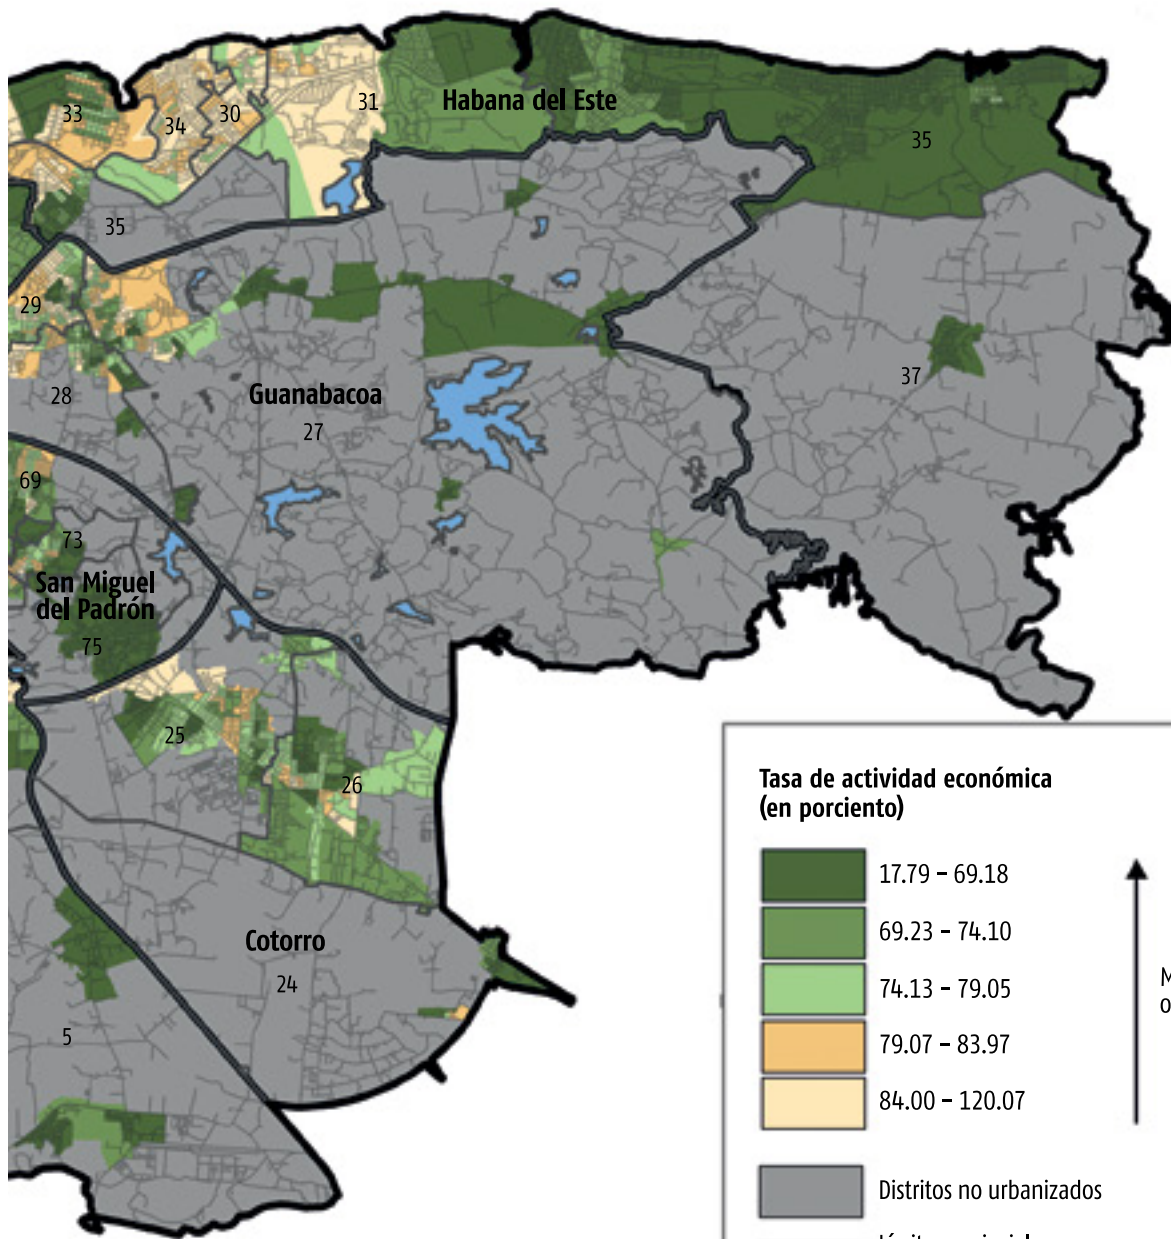 33
34
30
31
Habana del Este
35
35
29
28
Guanabacoa
27
37
69
73
San Miguel
del Padrón
75
25
26
Cotorro
24
5
Tasa de actividad económica
(en porciento)
17.79 – 69.18
69.23 – 74.10
74.13 – 79.05
79.07 – 83.97
84.00 – 120.07
Distritos no urbanizados